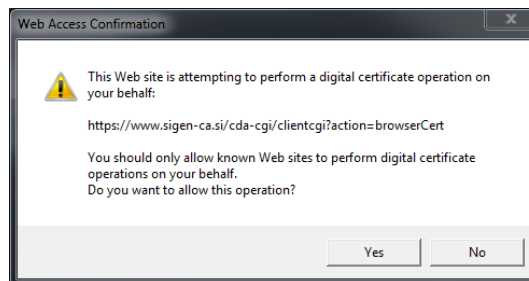 Web Access Confirmation
This Web site is attempting to perform a digital certificate operation on
your behalf:
https://www.sigen-ca.si/cda-cgi/clientcgi?action=browserCert
You should only allow known Web sites to perform digital certificate
operations on your behalf.
Do you want to allow this operation?
Yes No